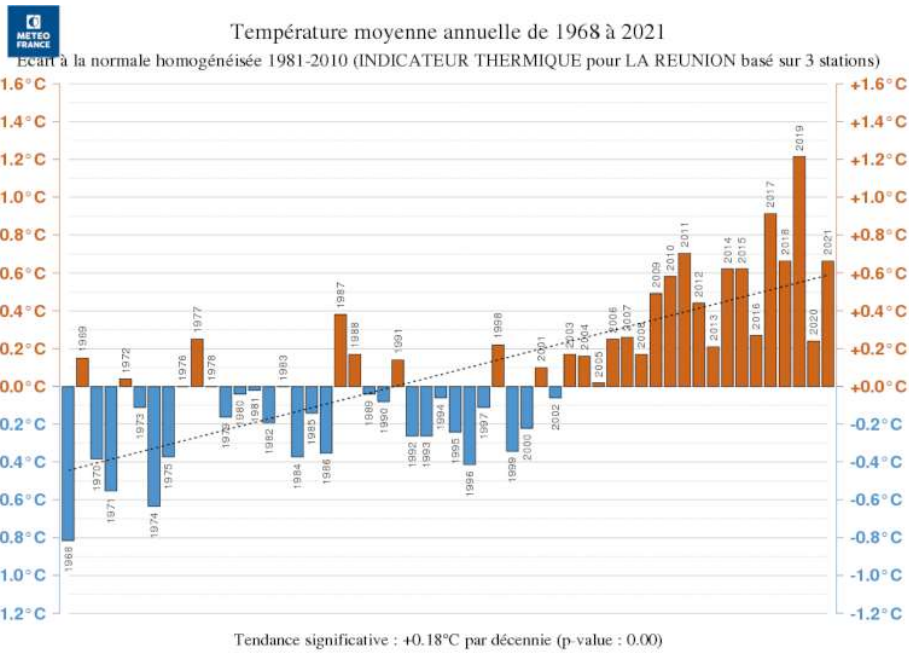 METEO
FRANCE
Température moyenne annuelle de 1968 à 2021
Ecart à la normale homogénéisée 1981-2010 (INDICATEUR THERMIQUE pour LA REUNION basé sur 3 stations)
1.6°C +1.6°C
1.4°C +1.4°C
1.2°C +1.2°C
1.0°C +1.0°C
0.8°C +0.8°C
0.6°C +0.6°C
0.4°C +0.4°C
0.2°C +0.2°C
0.0°C +0.0°C
0.2°C -0.2°C
0.4°C -0.4°C
0.6°C -0.6°C
0.8°C -0.8°C
1.0°C -1.0°C
1.2°C -1.2°C
1968
1969
1970
1971
1972
1973
1974
1975
1976
1977
1978
1979
1980
1981
1982
1983
1984
1985
1986
1987
1988
1989
1990
1991
1992
1993
1994
1995
1996
1997
1998
1999
2000
2001
2002
2003
2004
2005
2006
2007
2008
2009
2010
2011
2012
2013
2014
2015
2016
2017
2018
2019
2020
2021
Tendance significative : +0.18°C par décennie (p-value : 0.00)